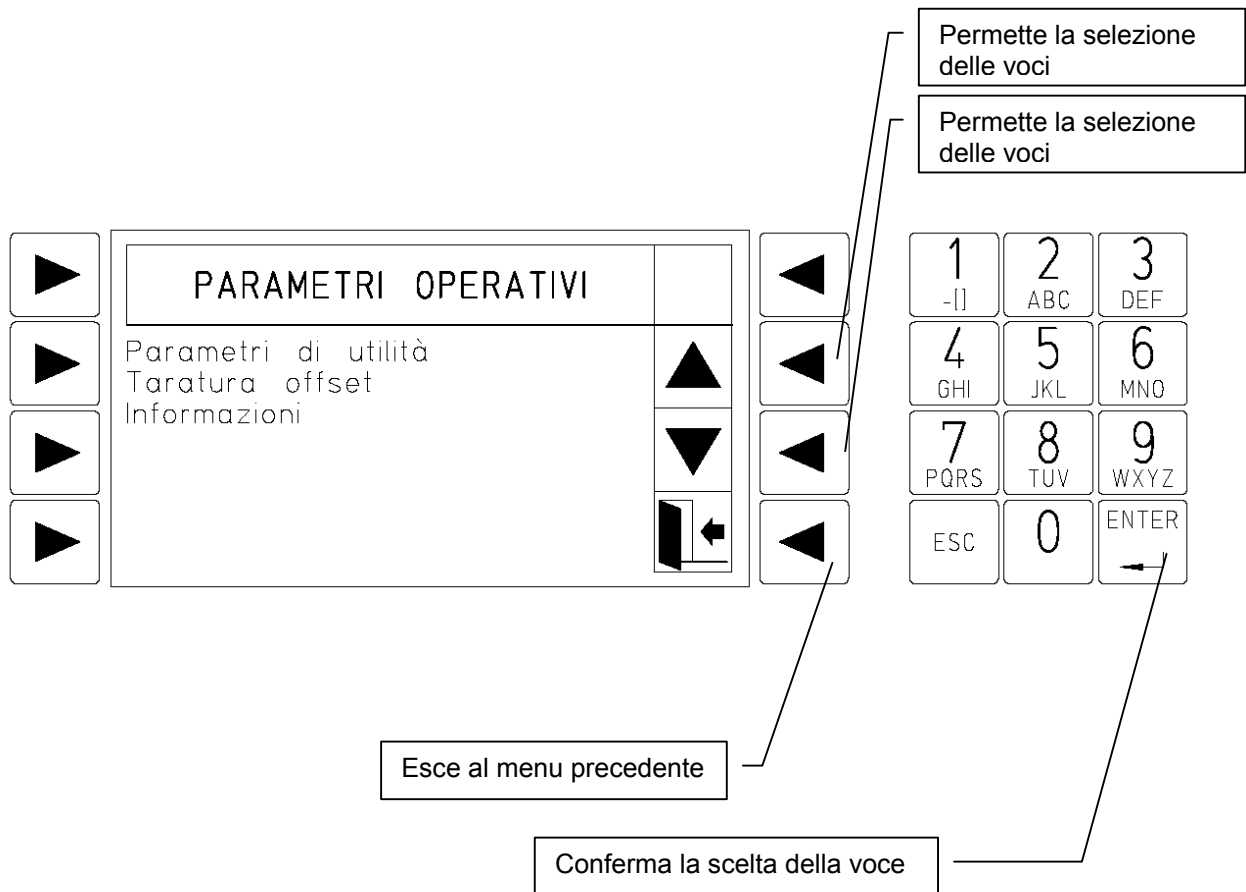 Permette la selezione
delle voci
Permette la selezione
delle voci
PARAMETRI OPERATIVI
Parametri di utilità
Taratura offset
Informazioni
1 2 3
-[] ABC DEF
4 5 6
GHI JKL MNO
7 8 9
PQRS TUV WXYZ
ESC 0 ENTER
Esce al menu precedente
Conferma la scelta della voce